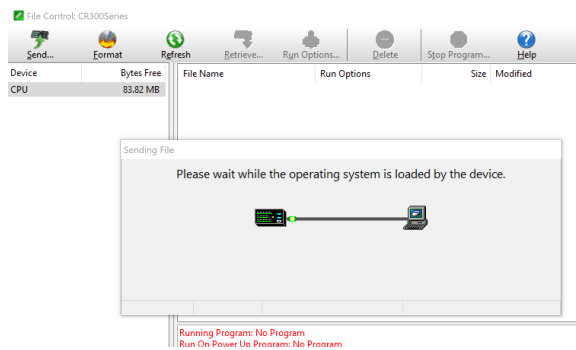 File Control: CR300Series
Send... Format Refresh Retrieve... Run Options... Delete Stop Program... Help
Device Bytes Free File Name Run Options Size Modified
CPU 83.82 MB
Sending File
Please wait while the operating system is loaded by the device.
Running Program: No Program
Run On Power Up Program: No Program